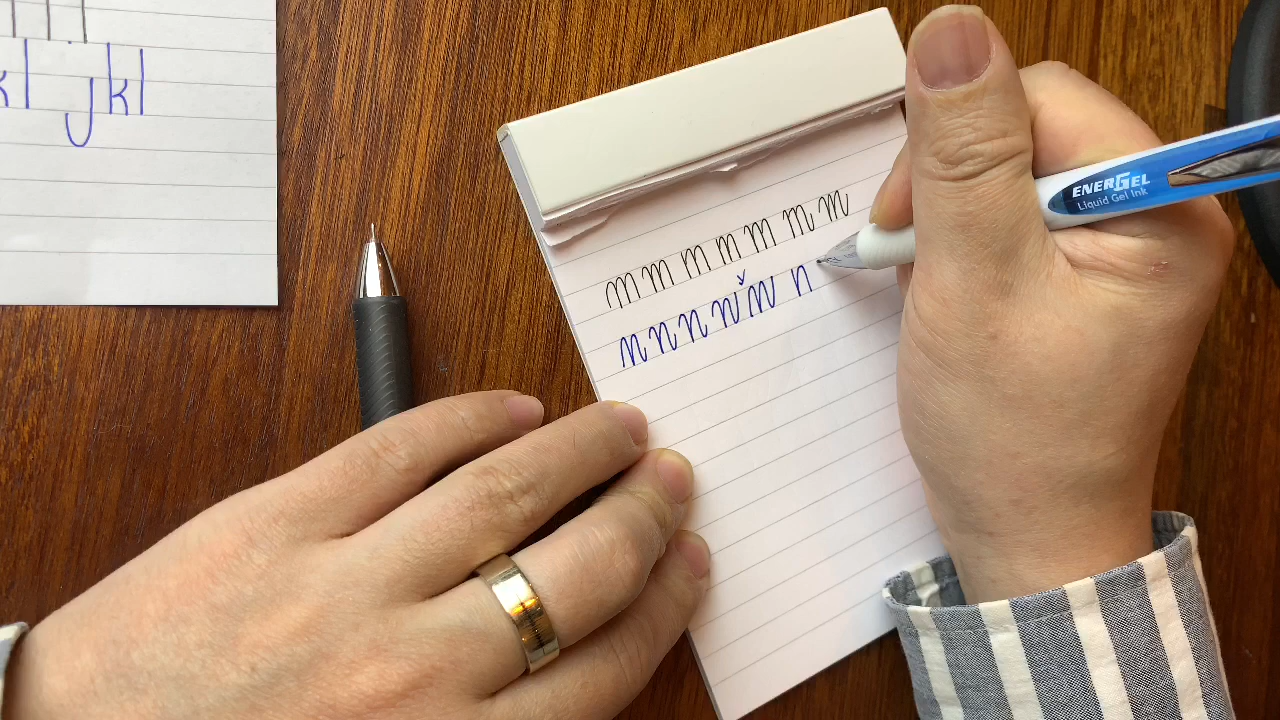 kl jkl
m m m m m m m
n n n n n n
ENERGEL
Liquid Gel Ink